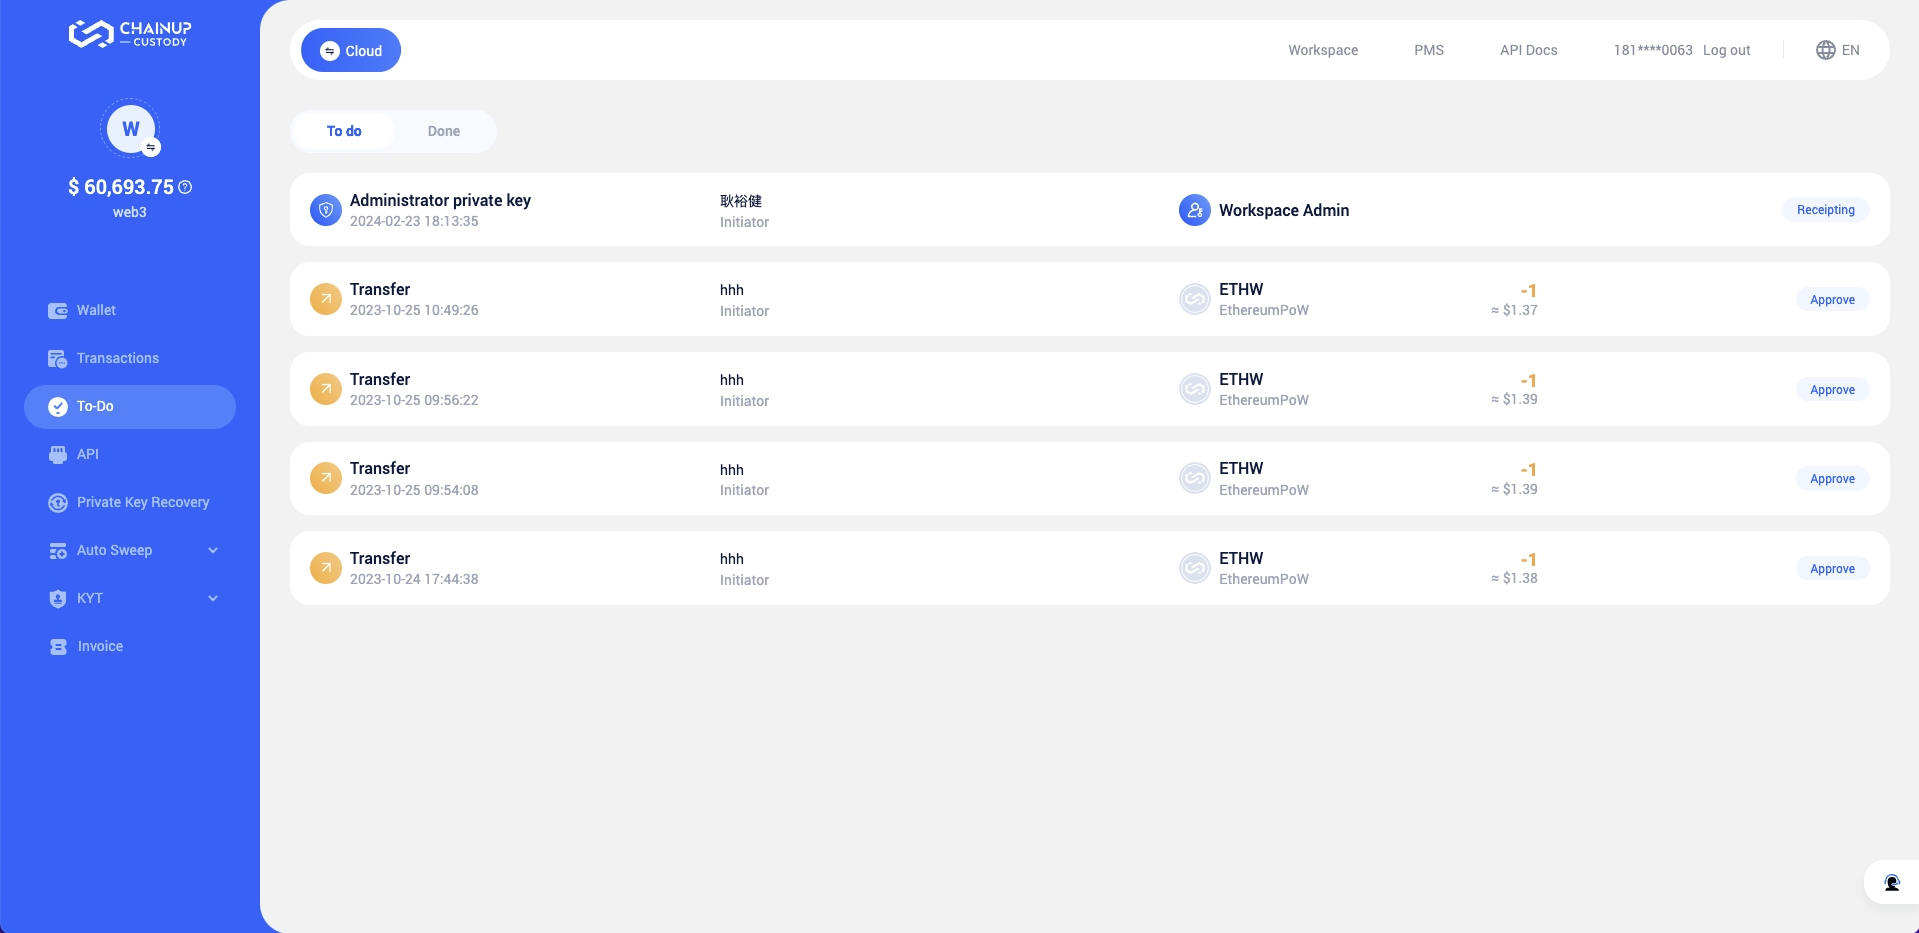 CHAINUP
CUSTODY
W
$ 60,693.75
web3
Wallet
Transactions
To-Do
API
Private Key Recovery
Auto Sweep
KYT
Invoice
Cloud
Workspace
PMS
API Docs
181****0063
Log out
EN
To do
Done
Administrator private key
2024-02-23 18:13:35
耿裕健
Initiator
Workspace Admin
Receipting
Transfer
2023-10-25 10:49:26
hhh
Initiator
ETHW
EthereumPoW
-1
≈ $1.37
Approve
Transfer
2023-10-25 09:56:22
hhh
Initiator
ETHW
EthereumPoW
-1
≈ $1.39
Approve
Transfer
2023-10-25 09:54:08
hhh
Initiator
ETHW
EthereumPoW
-1
≈ $1.39
Approve
Transfer
2023-10-24 17:44:38
hhh
Initiator
ETHW
EthereumPoW
-1
≈ $1.38
Approve